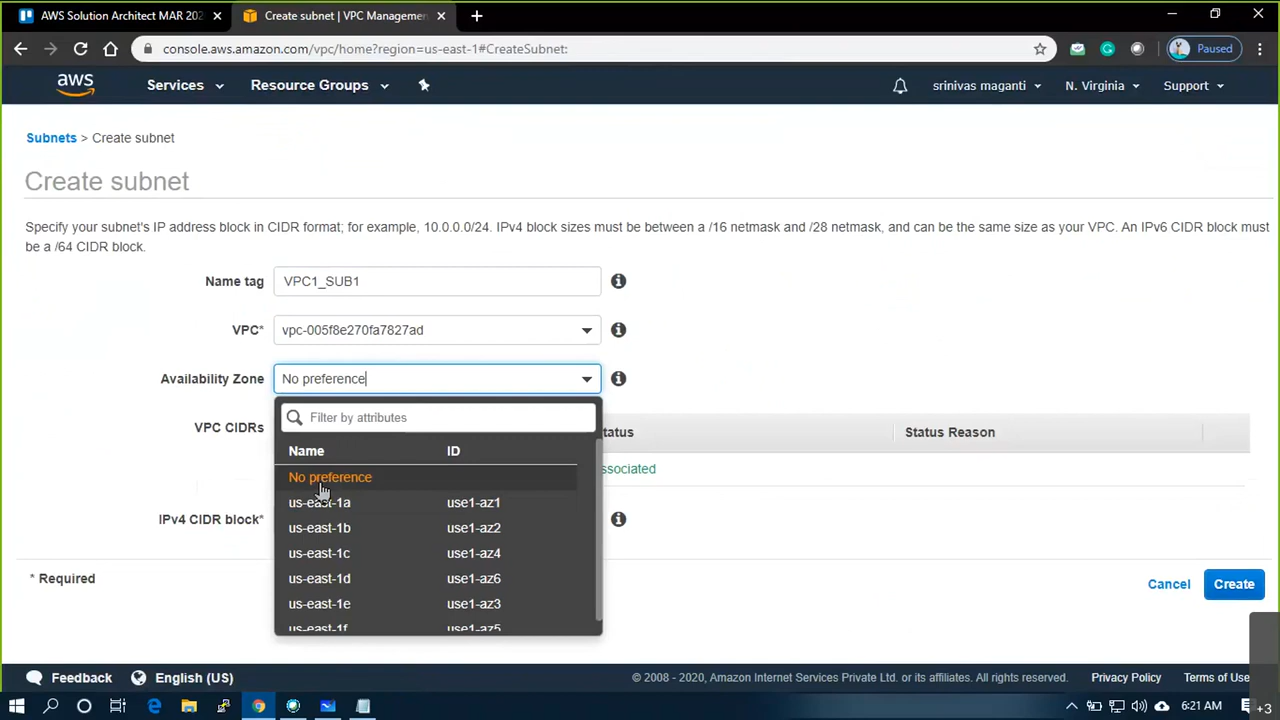 AWS Solution Architect MAR 202
Create subnet | VPC Managemen
console.aws.amazon.com/vpc/home?region=us-east-1#CreateSubnet:
Paused
aws
Services
Resource Groups
srinivas maganti
N. Virginia
Support
Subnets > Create subnet
Create subnet
Specify your subnet's IP address block in CIDR format; for example, 10.0.0.0/24. IPv4 block sizes must be between a /16 netmask and /28 netmask, and can be the same size as your VPC. An IPv6 CIDR block must
be a /64 CIDR block.
Name tag
VPC1_SUB1
VPC*
vpc-005f8e270fa7827ad
Availability Zone
No preference
Filter by attributes
VPC CIDRs
tatus
Status Reason
Name
ID
ssociated
No preference
us-east-1a
use1-az1
IPv4 CIDR block*
us-east-1b
use1-az2
us-east-1c
use1-az4
* Required
us-east-1d
use1-az6
Cancel
Create
us-east-1e
use1-az3
us-east-1f
use1-az5
Feedback
English (US)
© 2008 - 2020, Amazon Internet Services Private Ltd. or its affiliates. All rights reserved.
Privacy Policy
Terms of Use
6:21 AM
+3